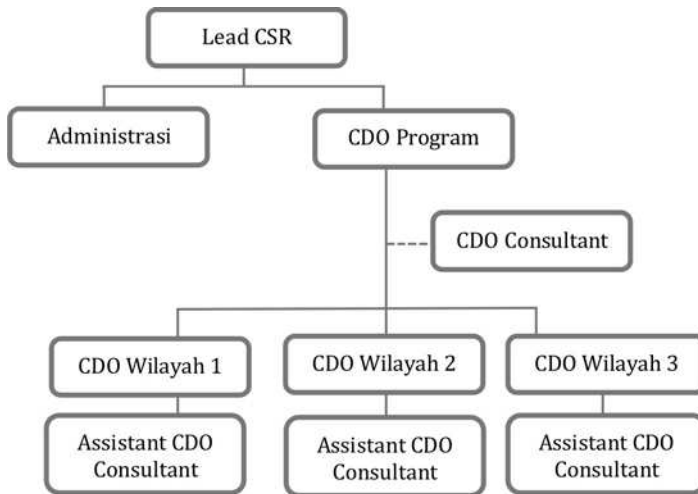 Lead CSR
Administrasi
CDO Program
CDO Consultant
CDO Wilayah 1
CDO Wilayah 2
CDO Wilayah 3
Assistant CDO
Consultant
Assistant CDO
Consultant
Assistant CDO
Consultant